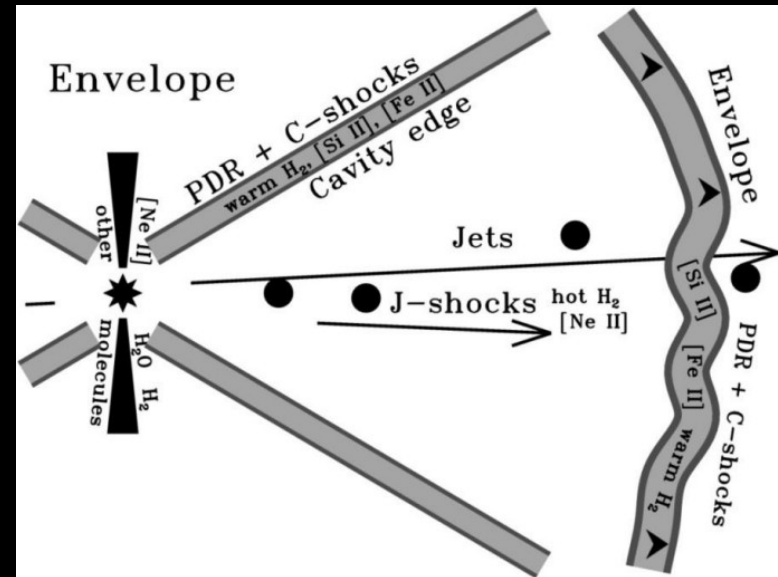 Envelope
PDR + C-shocks
warm H₂, [Si II], [Fe II]
Cavity edge
Envelope
[Ne II]
other
molecules
H₂O
H₂
Jets
J-shocks
hot H₂
[Ne II]
[Si II]
[Fe II]
warm H₂
PDR + C-shocks